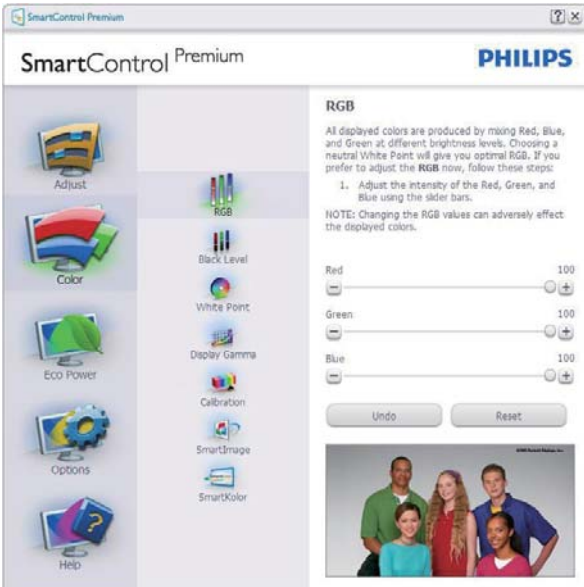 SmartControl Premium
SmartControl Premium
PHILIPS
Adjust
Color
Eco Power
Options
Help
RGB
Black Level
White Point
Display Gamma
Calibration
SmartImage
SmartKolor
RGB
All displayed colors are produced by mixing Red, Blue,
and Green at different brightness levels. Choosing a
neutral White Point will give you optimal RGB. If you
prefer to adjust the RGB now, follow these steps:
1. Adjust the intensity of the Red, Green, and
Blue using the slider bars.
NOTE: Changing the RGB values can adversely effect
the displayed colors.
Red 100
Green 100
Blue 100
Undo Reset